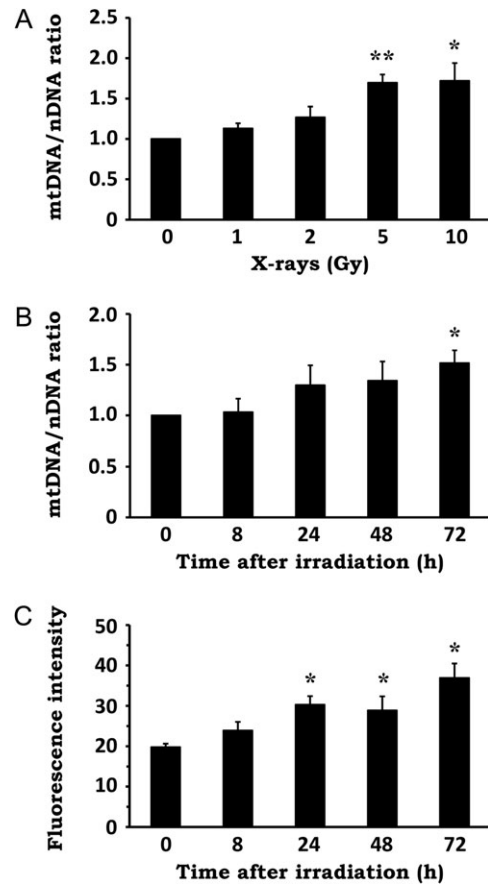 A
mtDNA/nDNA ratio
2.5
2.0
1.5
1.0
0.5
0
** *
0 1 2 5 10
X-rays (Gy)
B
mtDNA/nDNA ratio
2.0
1.5
1.0
0.5
0
*
0 8 24 48 72
Time after irradiation (h)
C
Fluorescence intensity
50
40
30
20
10
0
* * *
0 8 24 48 72
Time after irradiation (h)